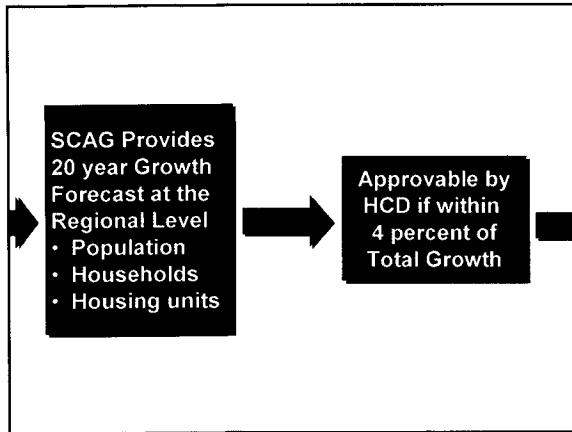 SCAG Provides
20 year Growth
Forecast at the
Regional Level
• Population
• Households
• Housing units
Approvable by
HCD if within
4 percent of
Total Growth